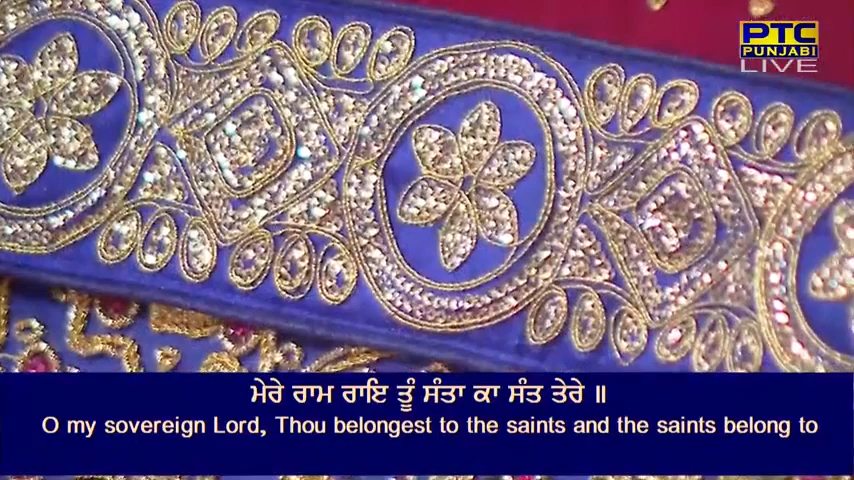 PTC
PUNJABI
LIVE
ਮੇਰੇ ਰਾਮ ਰਾਇ ਤੂੰ ਸੰਤਾ ਕਾ ਸੰਤ ਤੇਰੇ ॥
O my sovereign Lord, Thou belongest to the saints and the saints belong to